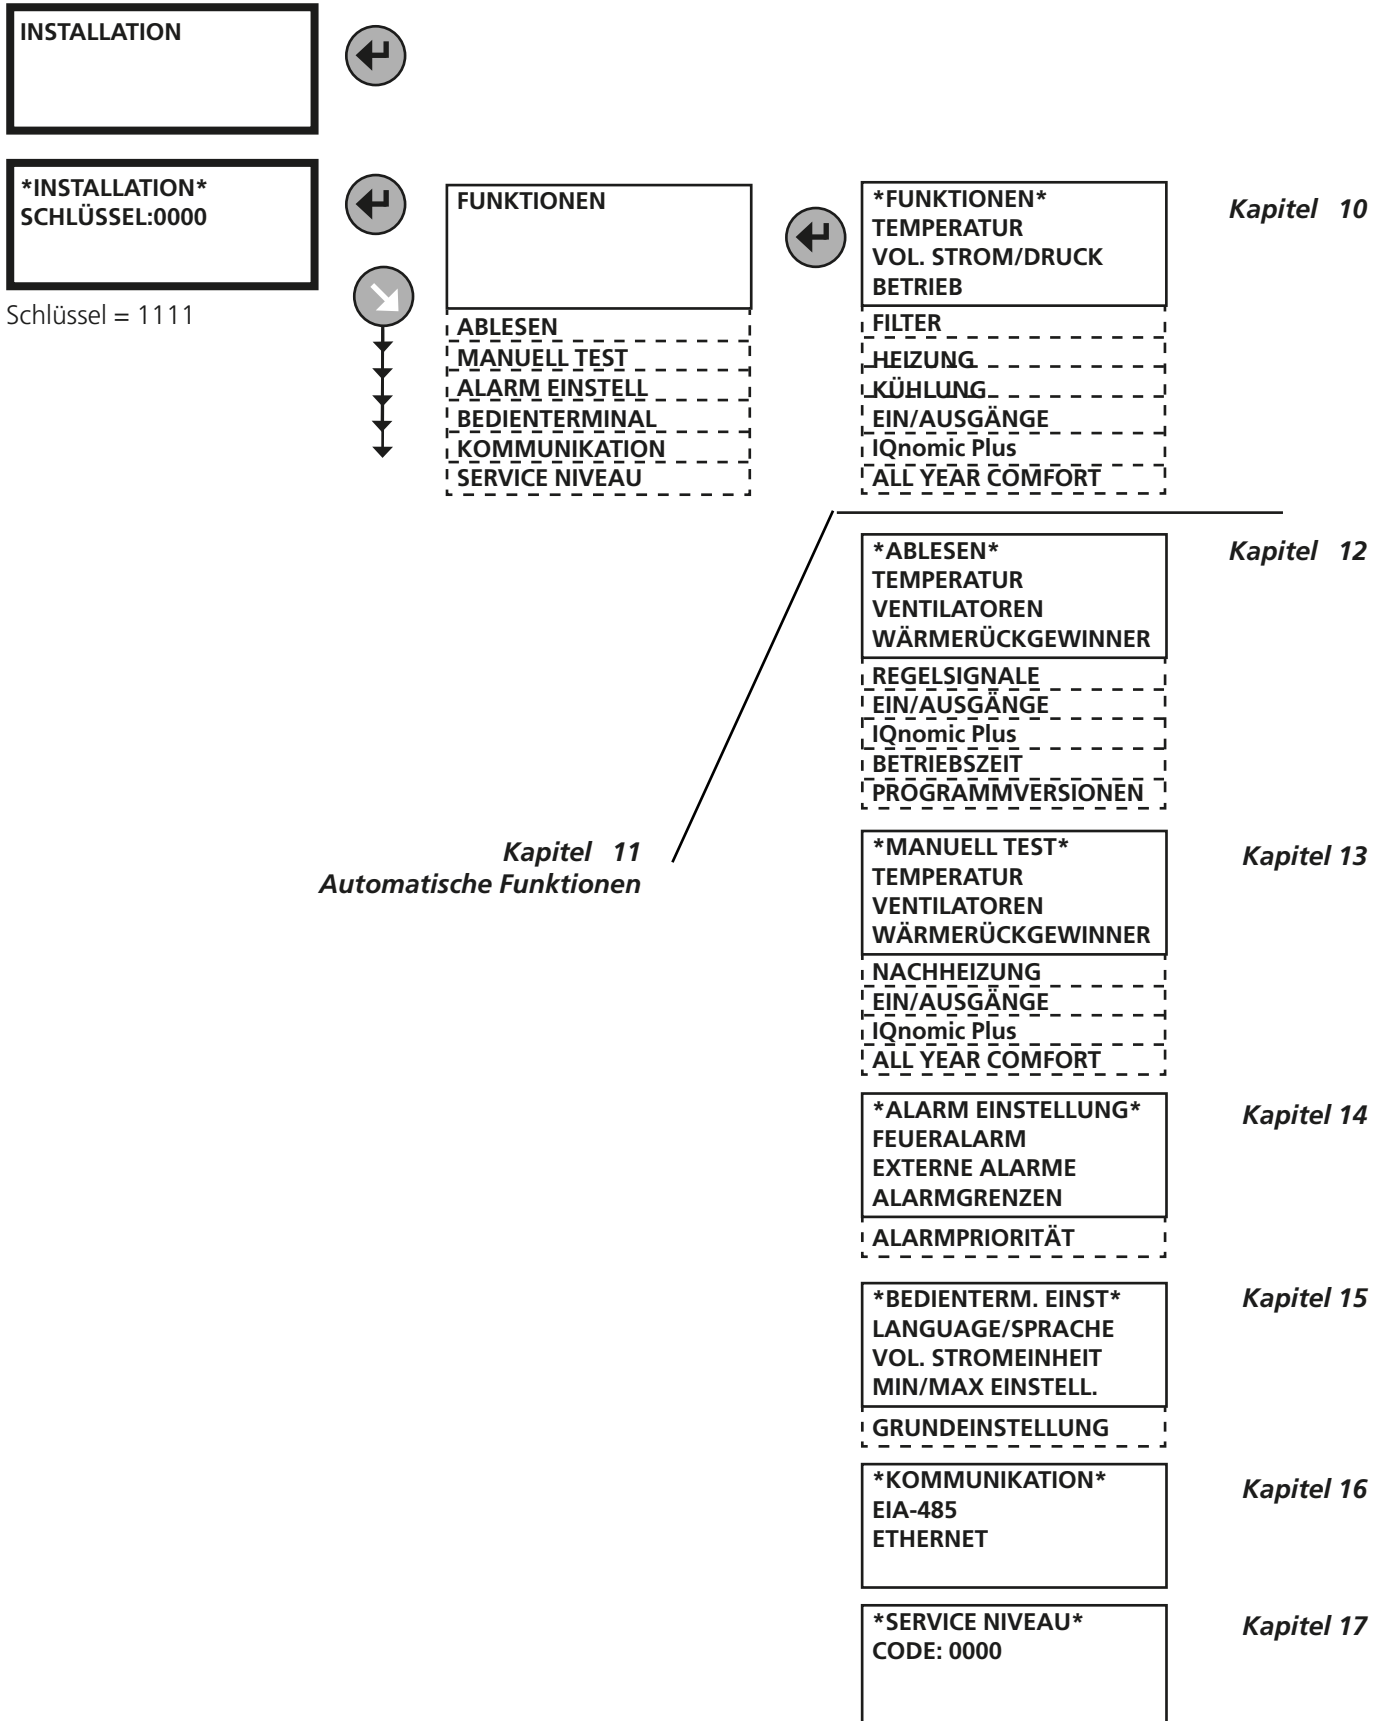 INSTALLATION
*INSTALLATION*
SCHLÜSSEL:0000
Schlüssel = 1111
FUNKTIONEN
ABLESEN
MANUELL TEST
ALARM EINSTELL
BEDIENTERMINAL
KOMMUNIKATION
SERVICE NIVEAU
*FUNKTIONEN*
TEMPERATUR
VOL. STROM/DRUCK
BETRIEB
FILTER
HEIZUNG
KÜHLUNG
EIN/AUSGÄNGE
IQnomic Plus
ALL YEAR COMFORT
Kapitel 10
Kapitel 11
Automatische Funktionen
*ABLESEN*
TEMPERATUR
VENTILATOREN
WÄRMERÜCKGEWINNER
REGELSIGNALE
EIN/AUSGÄNGE
IQnomic Plus
BETRIEBSZEIT
PROGRAMMVERSIONEN
Kapitel 12
*MANUELL TEST*
TEMPERATUR
VENTILATOREN
WÄRMERÜCKGEWINNER
NACHHEIZUNG
EIN/AUSGÄNGE
IQnomic Plus
ALL YEAR COMFORT
Kapitel 13
*ALARM EINSTELLUNG*
FEUERALARM
EXTERNE ALARME
ALARMGRENZEN
ALARMPRIORITÄT
Kapitel 14
*BEDIENTERM. EINST*
LANGUAGE/SPRACHE
VOL. STROMEINHEIT
MIN/MAX EINSTELL.
GRUNDEINSTELLUNG
Kapitel 15
*KOMMUNIKATION*
EIA-485
ETHERNET
Kapitel 16
*SERVICE NIVEAU*
CODE: 0000
Kapitel 17